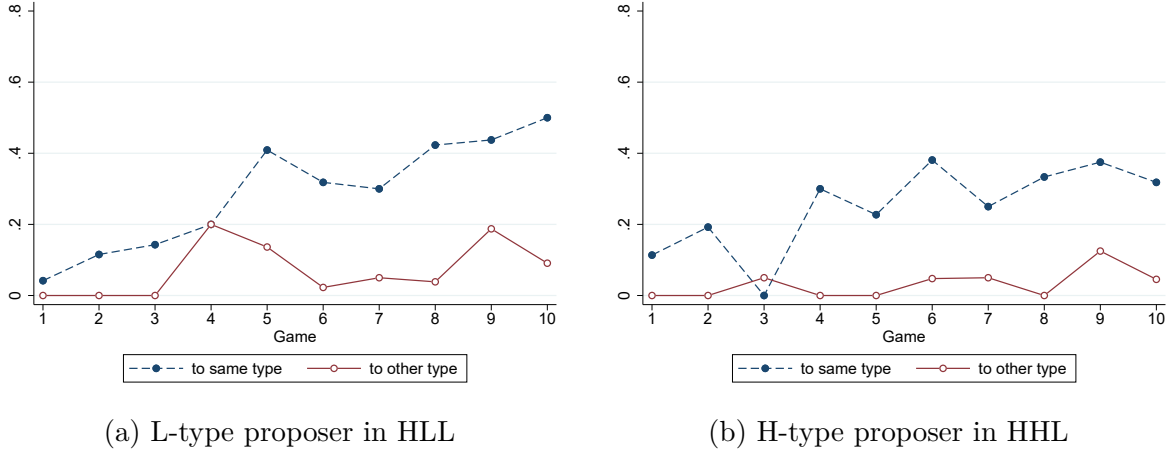 .8
.6
.4
.2
0
1 2 3 4 5 6 7 8 9 10
Game
to same type to other type
(a) L-type proposer in HLL
.8
.6
.4
.2
0
1 2 3 4 5 6 7 8 9 10
Game
to same type to other type
(b) H-type proposer in HHL